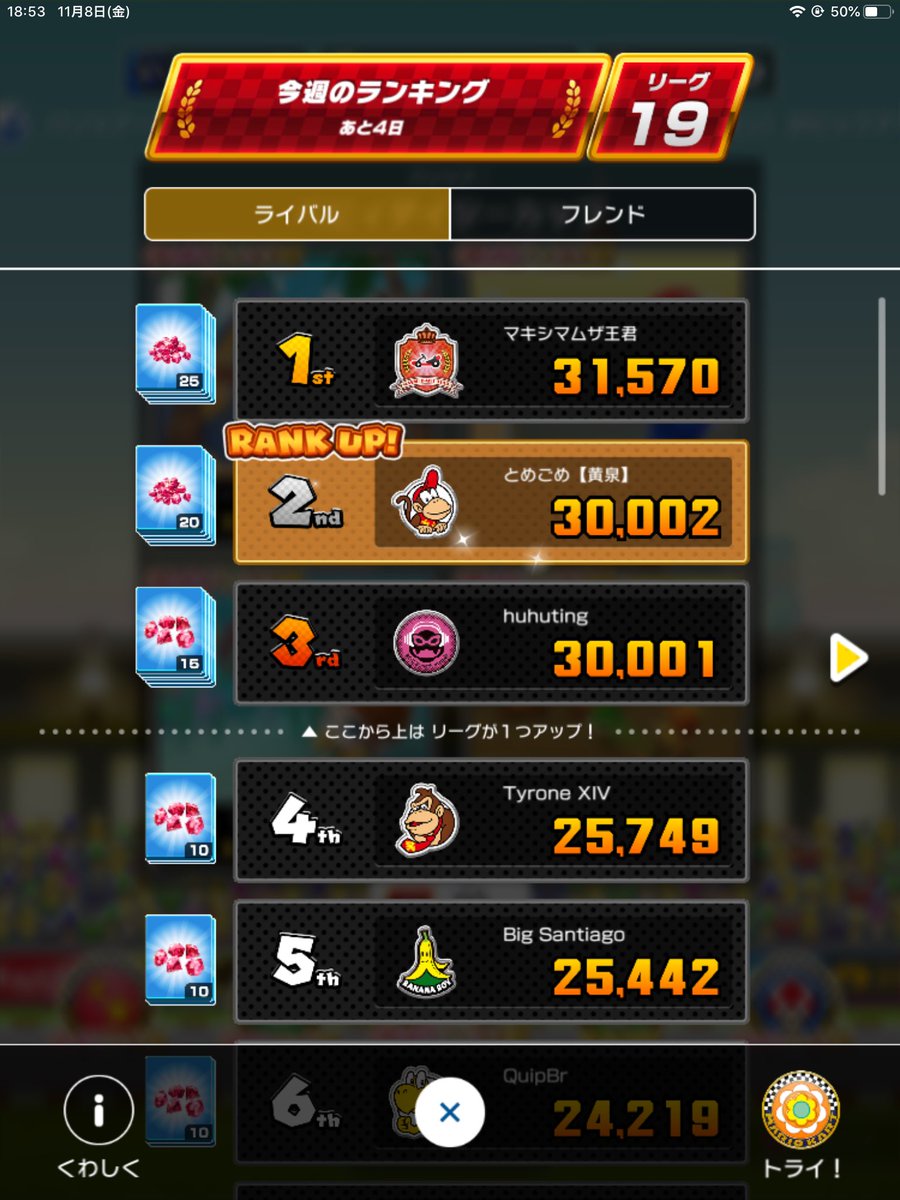 18:53 11月8日(金) 50%
今週のランキング
あと4日
リーグ
19
ライバル
フレンド
25
1st
マキシマムザ王君
31,570
RANK UP!
20
2nd
とめごめ【黄泉】
30,002
15
3rd
huhuting
30,001
▲ ここから上は リーグが1つアップ!
10
4th
Tyrone XIV
25,749
10
5th
BANANA BOY
Big Santiago
25,442
10
6th
QuipBr
24,219
くわしく
MARIO KART
トライ!